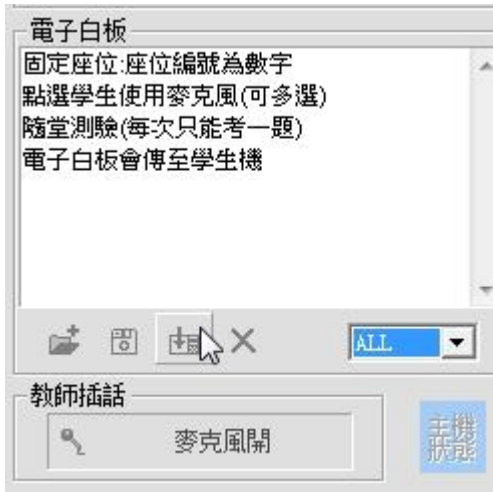 電子白板
固定座位:座位編號為數字
點選學生使用麥克風(可多選)
隨堂測驗(每次只能考一題)
電子白板會傳至學生機
ALL
教師插話
麥克風開
主機
狀態